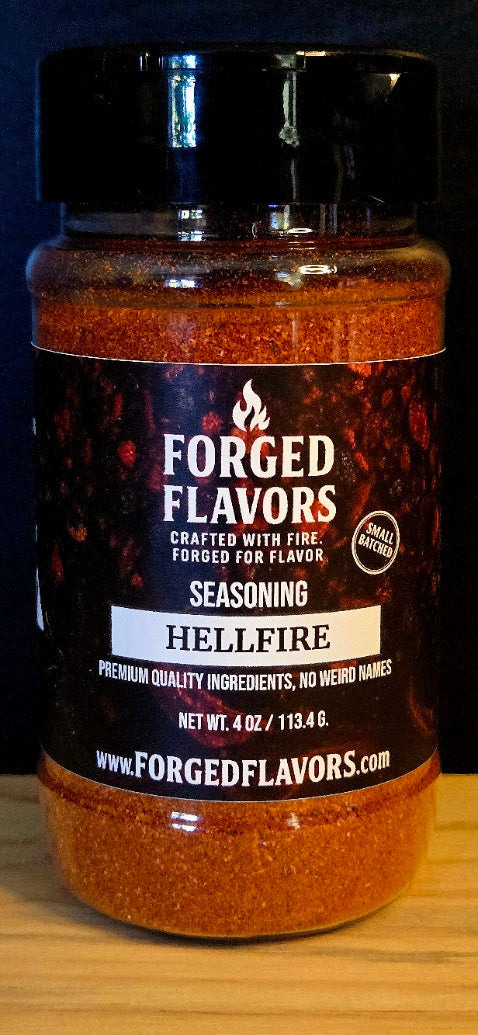 FORGED
FLAVORS
CRAFTED WITH FIRE.
FORGED FOR FLAVOR
SMALL
BATCHED
SEASONING
HELLFIRE
PREMIUM QUALITY INGREDIENTS, NO WEIRD NAMES
NET WT. 4 OZ / 113.4 G.
www.FORGEDFLAVORS.com